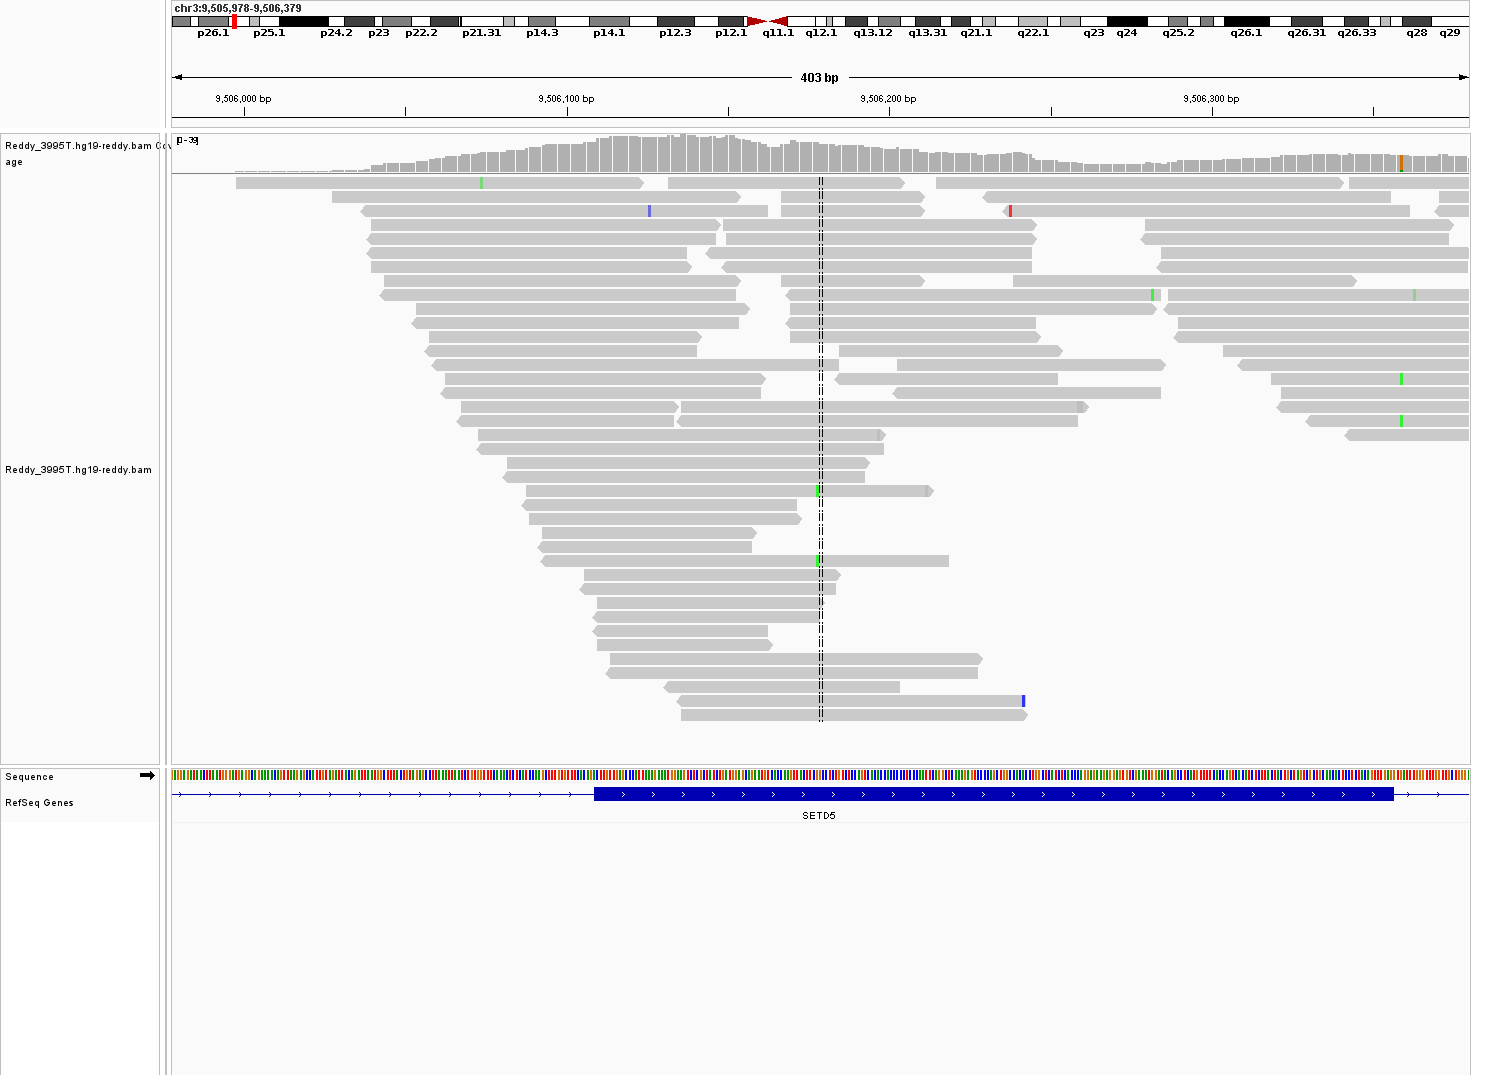 chr3:9,505,978-9,506,379
p26.1 p25.1 p24.2 p23 p22.2 p21.31 p14.3 p14.1 p12.3 p12.1 q11.1 q12.1 q13.12 q13.31 q21.1 q22.1 q23 q24 q25.2 q26.1 q26.31 q26.33 q28 q29
403 bp
9,506,000 bp 9,506,100 bp 9,506,200 bp 9,506,300 bp
[0-39]
Reddy_3995T.hg19-reddy.bam Cov
age
Reddy_3995T.hg19-reddy.bam
Sequence
RefSeq Genes
SETD5